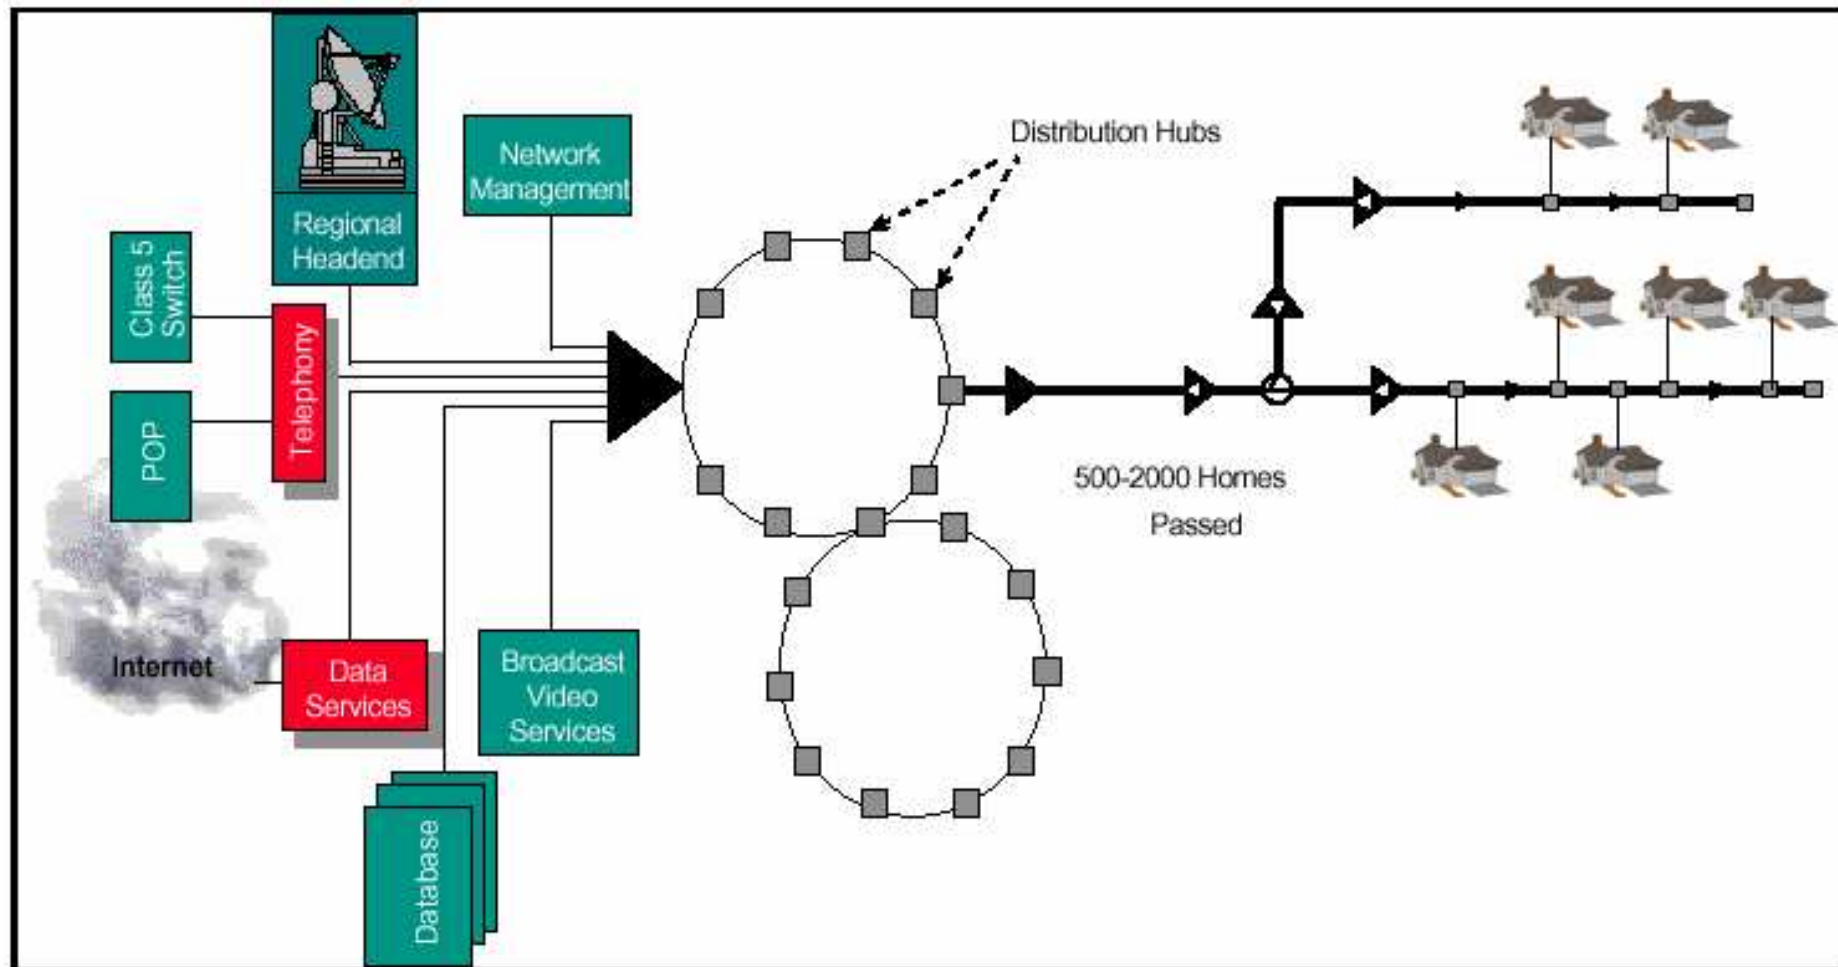 Network
Management
Distribution Hubs
Regional
Headend
Class 5
Switch
Telephony
POP
500-2000 Homes
Passed
Internet
Data
Services
Broadcast
Video
Services
Database